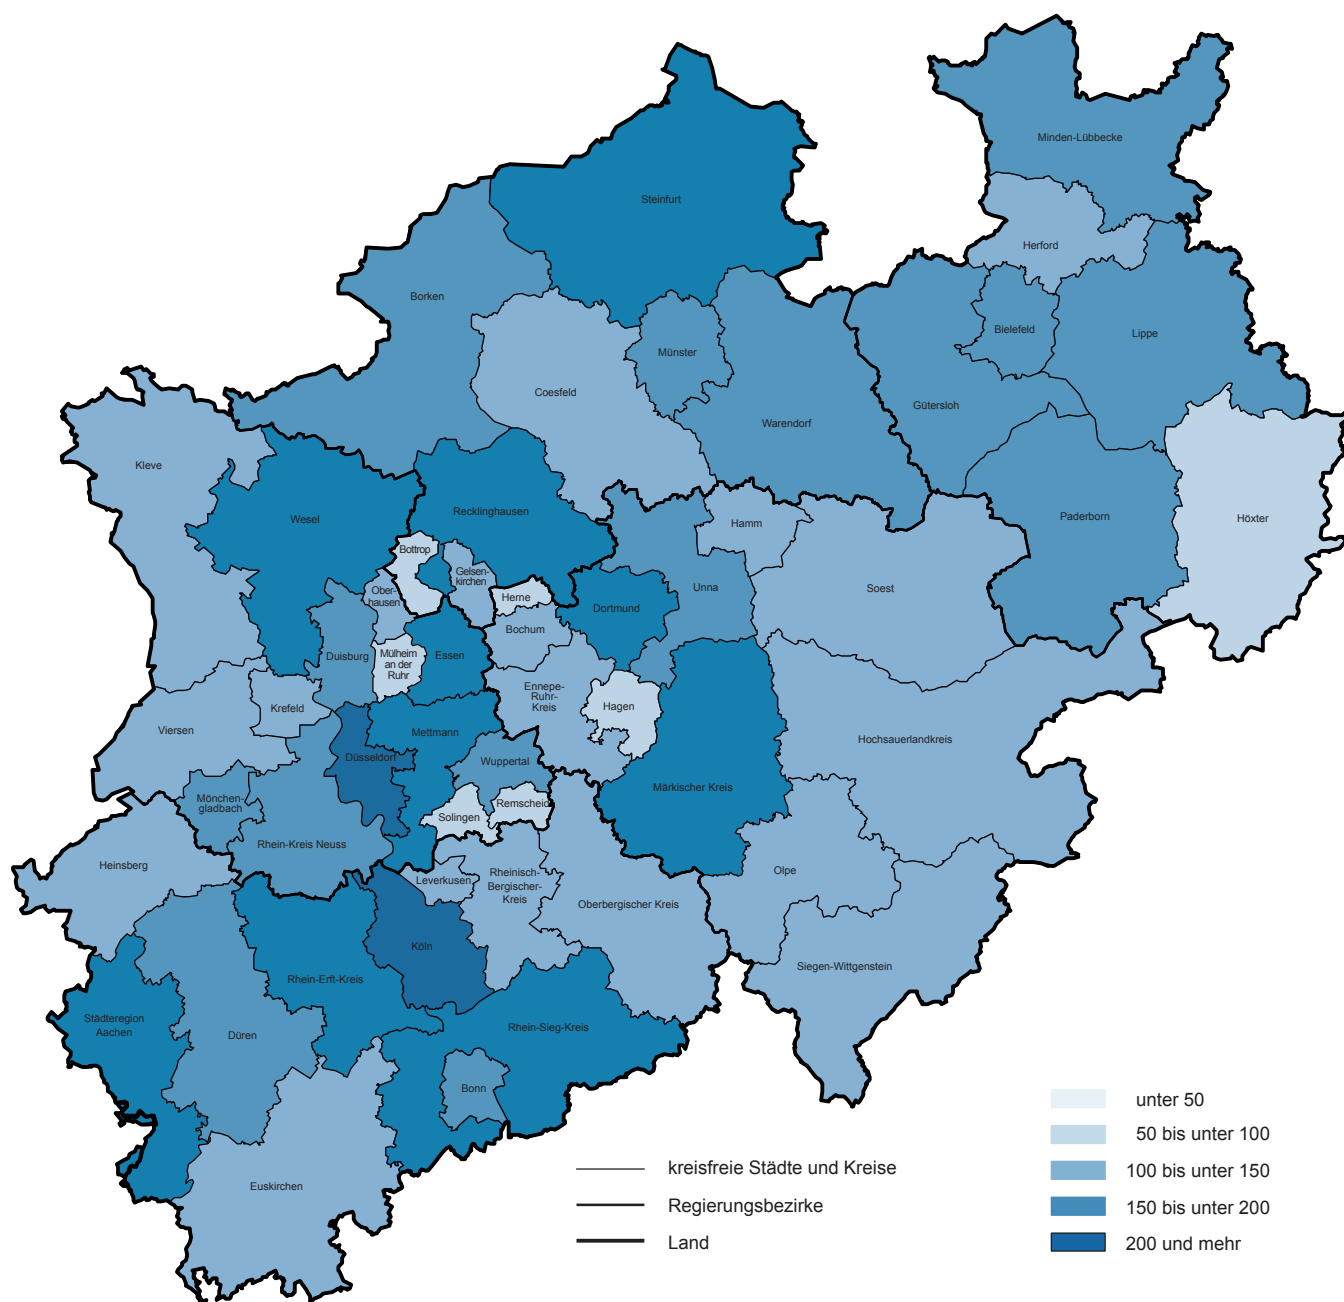 Minden-Lübbecke
Steinfurt
Herford
Borken
Bielefeld
Lippe
Münster
Coesfeld
Gütersloh
Warendorf
Kleve
Recklinghausen
Wesel
Hamm
Paderborn
Höxter
Bottrop
Gelsen-
kirchen
Ober-
hausen
Herne
Dortmund
Unna
Soest
Bochum
Duisburg
Mülheim
an der
Ruhr
Essen
Ennepe-
Ruhr-
Kreis
Hagen
Krefeld
Viersen
Mettmann
Hochsauerlandkreis
Düsseldorf
Wuppertal
Märkischer Kreis
Mönchen-
gladbach
Remscheid
Solingen
Rhein-Kreis Neuss
Heinsberg
Leverkusen
Rheinisch-
Bergischer-
Kreis
Olpe
Oberbergischer Kreis
Köln
Siegen-Wittgenstein
Rhein-Erft-Kreis
Städteregion
Aachen
Rhein-Sieg-Kreis
Düren
Bonn
Euskirchen
kreisfreie Städte und Kreise
Regierungsbezirke
Land
unter 50
50 bis unter 100
100 bis unter 150
150 bis unter 200
200 und mehr